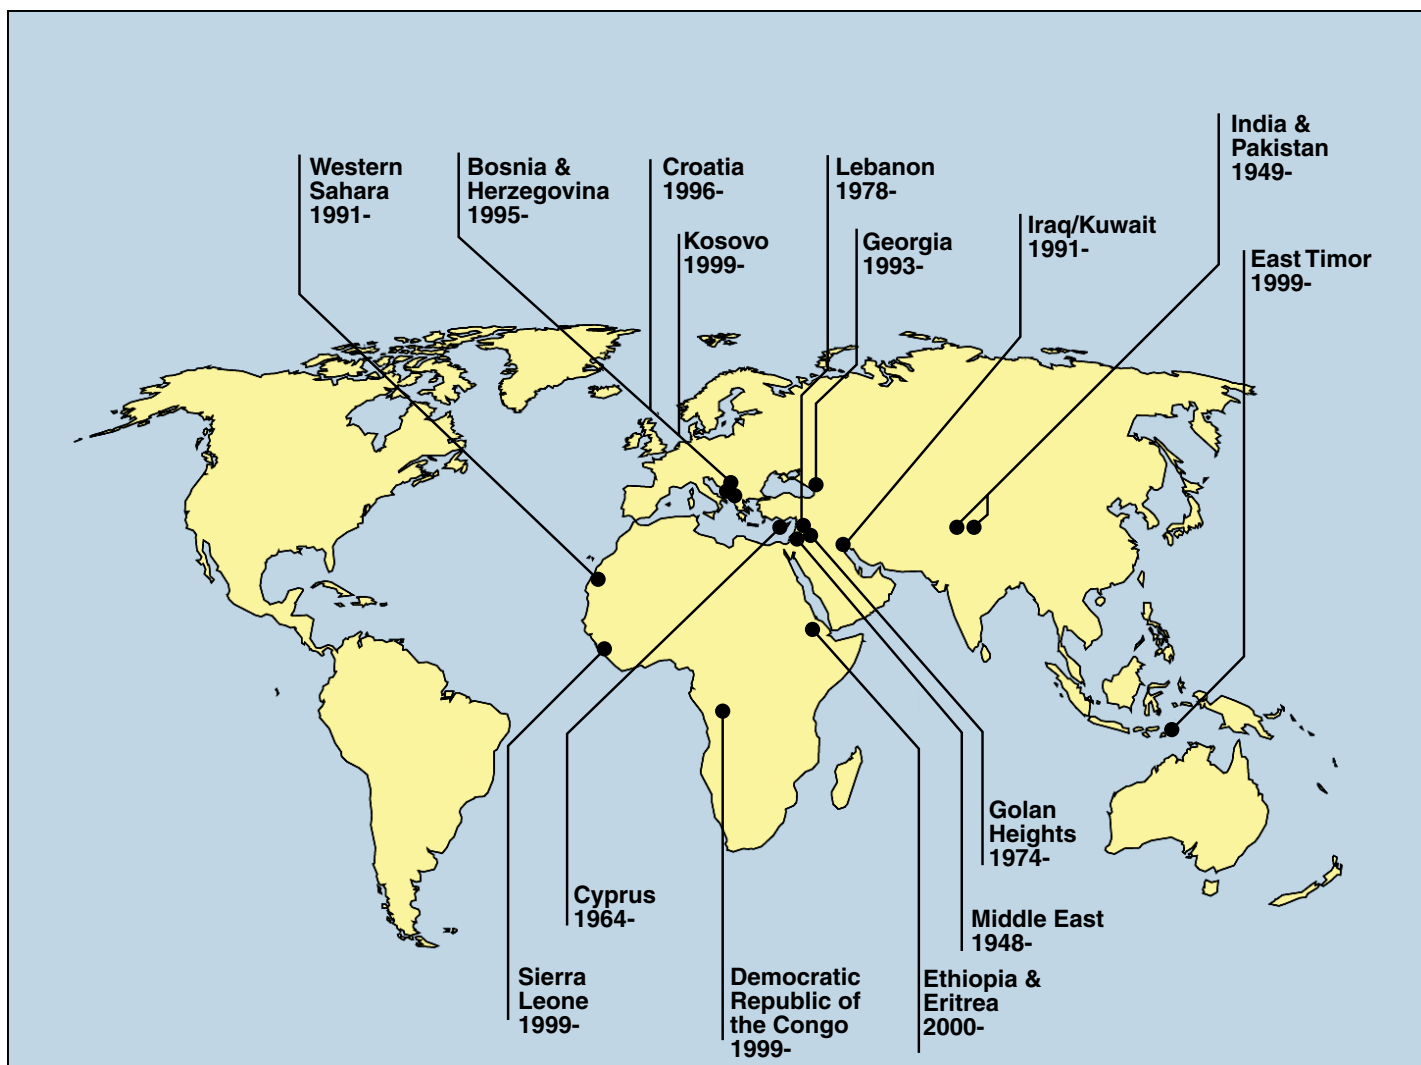 Western
Sahara
1991-
Bosnia &
Herzegovina
1995-
Croatia
1996-
Kosovo
1999-
Lebanon
1978-
Georgia
1993-
Iraq/Kuwait
1991-
India &
Pakistan
1949-
East Timor
1999-
Golan
Heights
1974-
Cyprus
1964-
Middle East
1948-
Sierra
Leone
1999-
Democratic
Republic of
the Congo
1999-
Ethiopia &
Eritrea
2000-